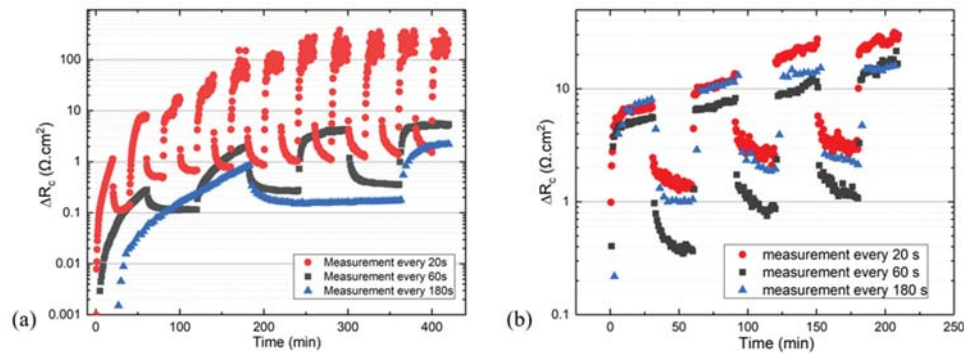 (a)
ΔRc (Ω.cm²)
100
10
1
0.1
0.01
0.001
0
100
200
300
400
Time (min)
Measurement every 20s
Measurement every 60s
Measurement every 180s
(b)
ΔRc (Ω.cm²)
10
1
0.1
0
50
100
150
200
250
Time (min)
measurement every 20 s
measurement every 60 s
measurement every 180 s